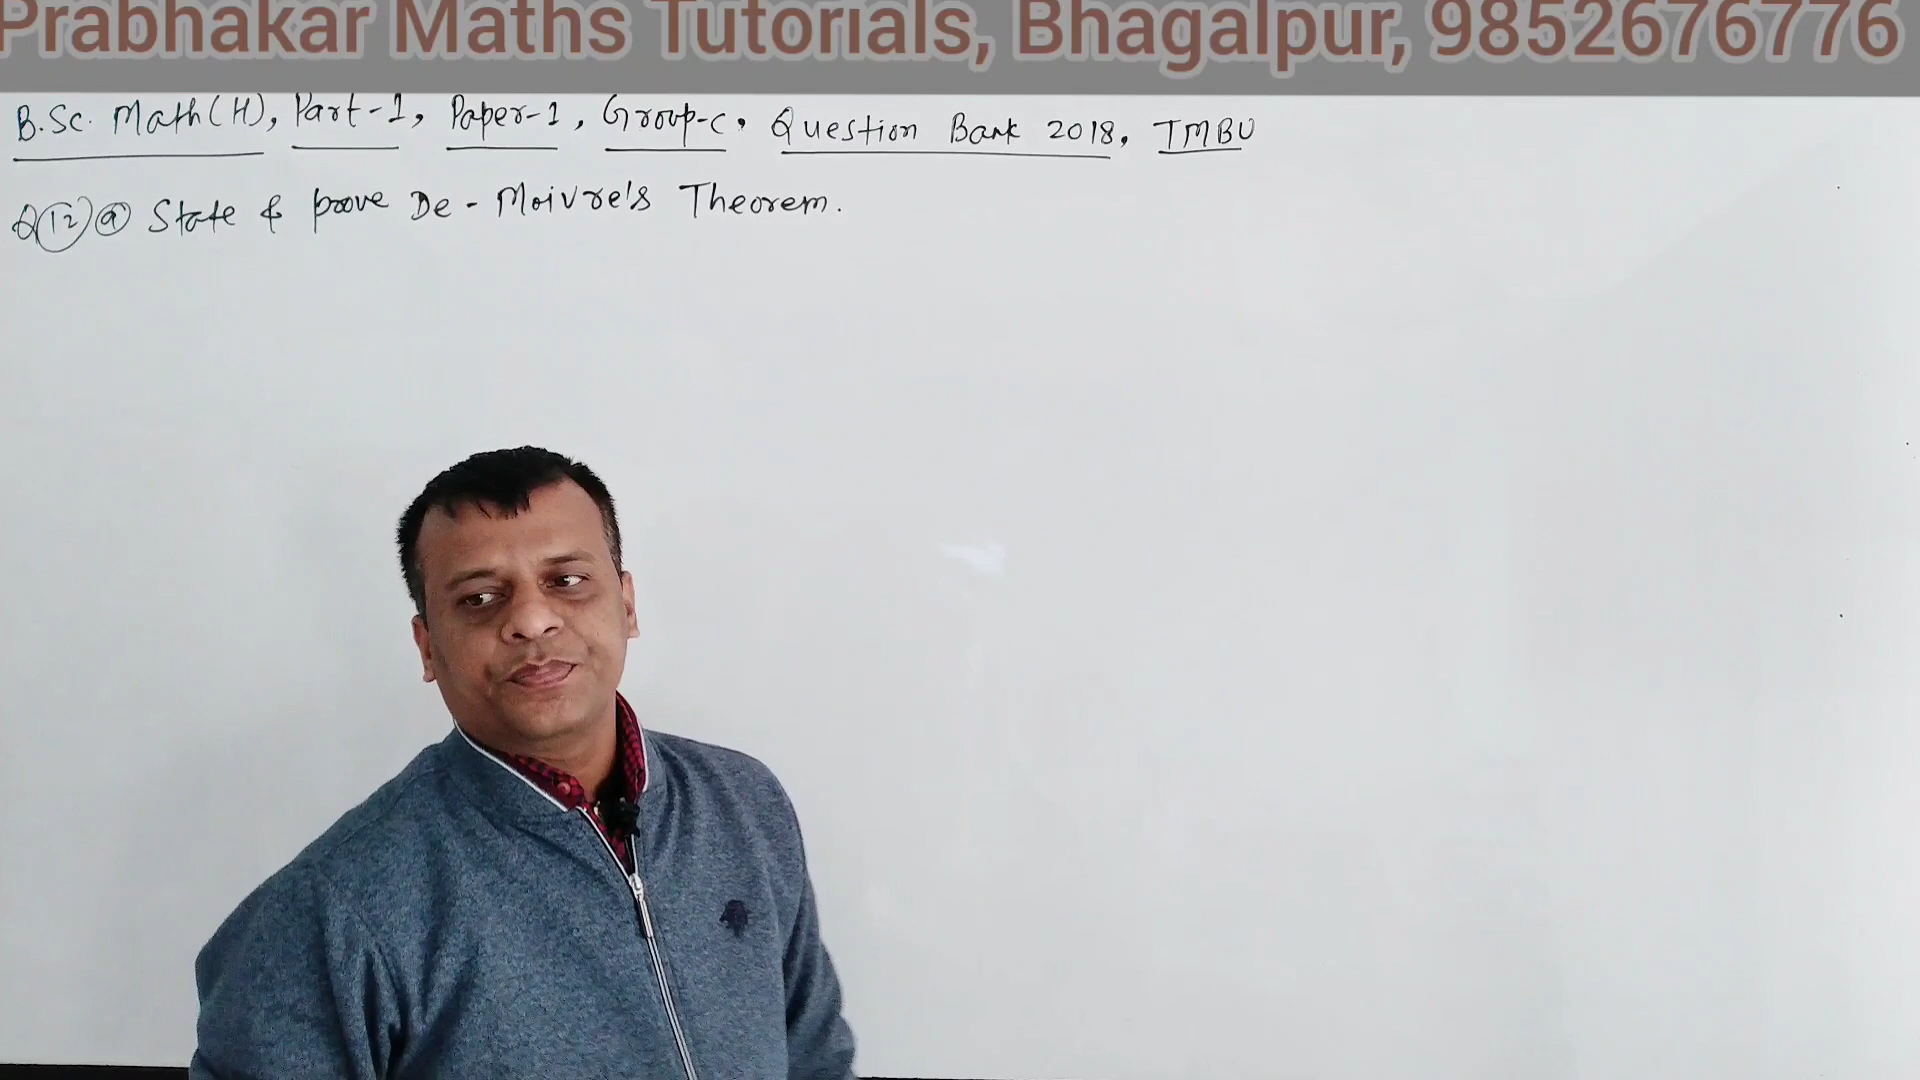 Prabhakar Maths Tutorials, Bhagalpur, 9852676776
B.Sc. Math(H), Part-1, Paper-1, Group-C, Question Bank 2018, TMBU
Q(12)(a) State & prove De-Moivre's Theorem.